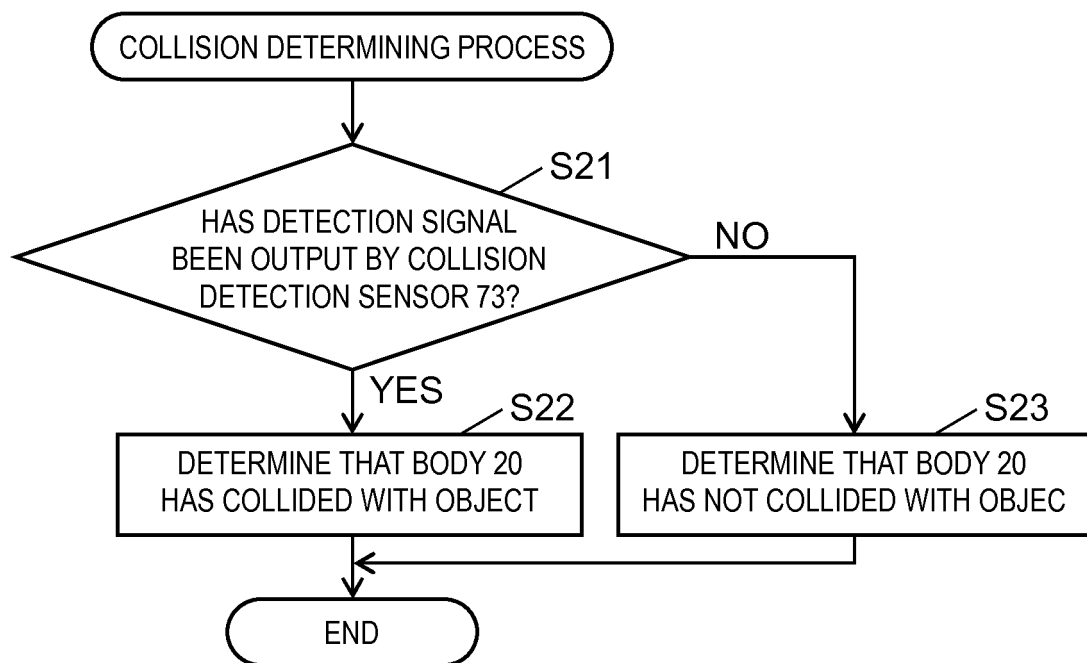 COLLISION DETERMINING PROCESS
S21
HAS DETECTION SIGNAL
BEEN OUTPUT BY COLLISION
DETECTION SENSOR 73?
NO
YES
S22
DETERMINE THAT BODY 20
HAS COLLIDED WITH OBJECT
S23
DETERMINE THAT BODY 20
HAS NOT COLLIDED WITH OBJEC
END